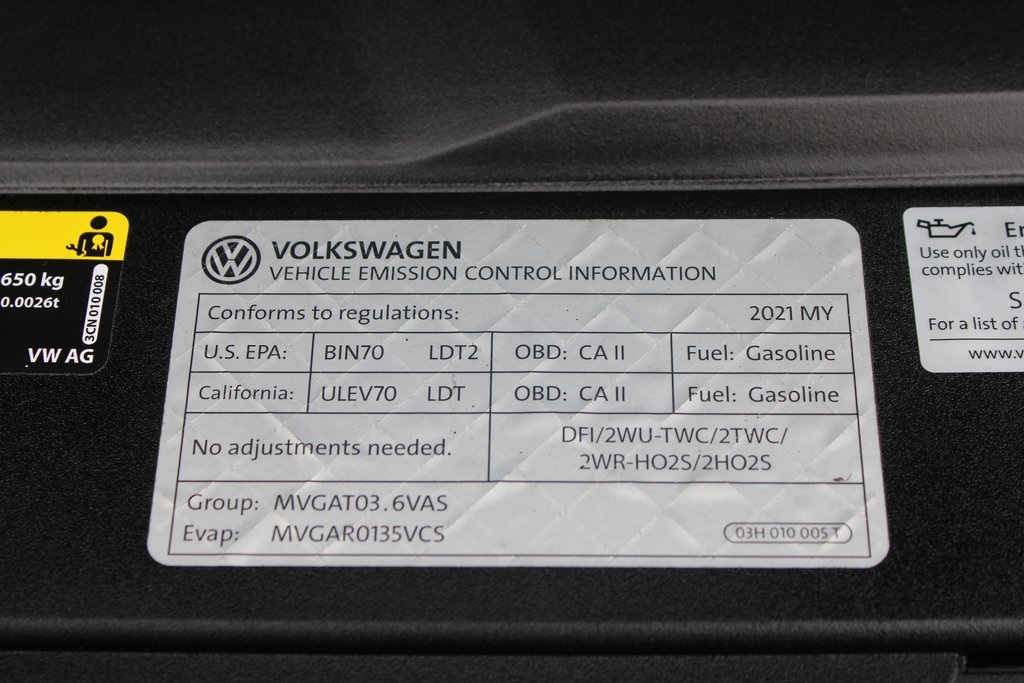 650 kg
0.0026t
3CN 010 008
VW AG
VOLKSWAGEN
VEHICLE EMISSION CONTROL INFORMATION
Conforms to regulations: 2021 MY
U.S. EPA: BIN70 LDT2 OBD: CA II Fuel: Gasoline
California: ULEV70 LDT OBD: CA II Fuel: Gasoline
No adjustments needed.
DFI/2WU-TWC/2TWC/
2WR-HO2S/2HO2S
Group: MVGAT03.6VAS
Evap: MVGAR0135VCS
03H 010 005 T
Use only oil
complies with
For a list of
www.v